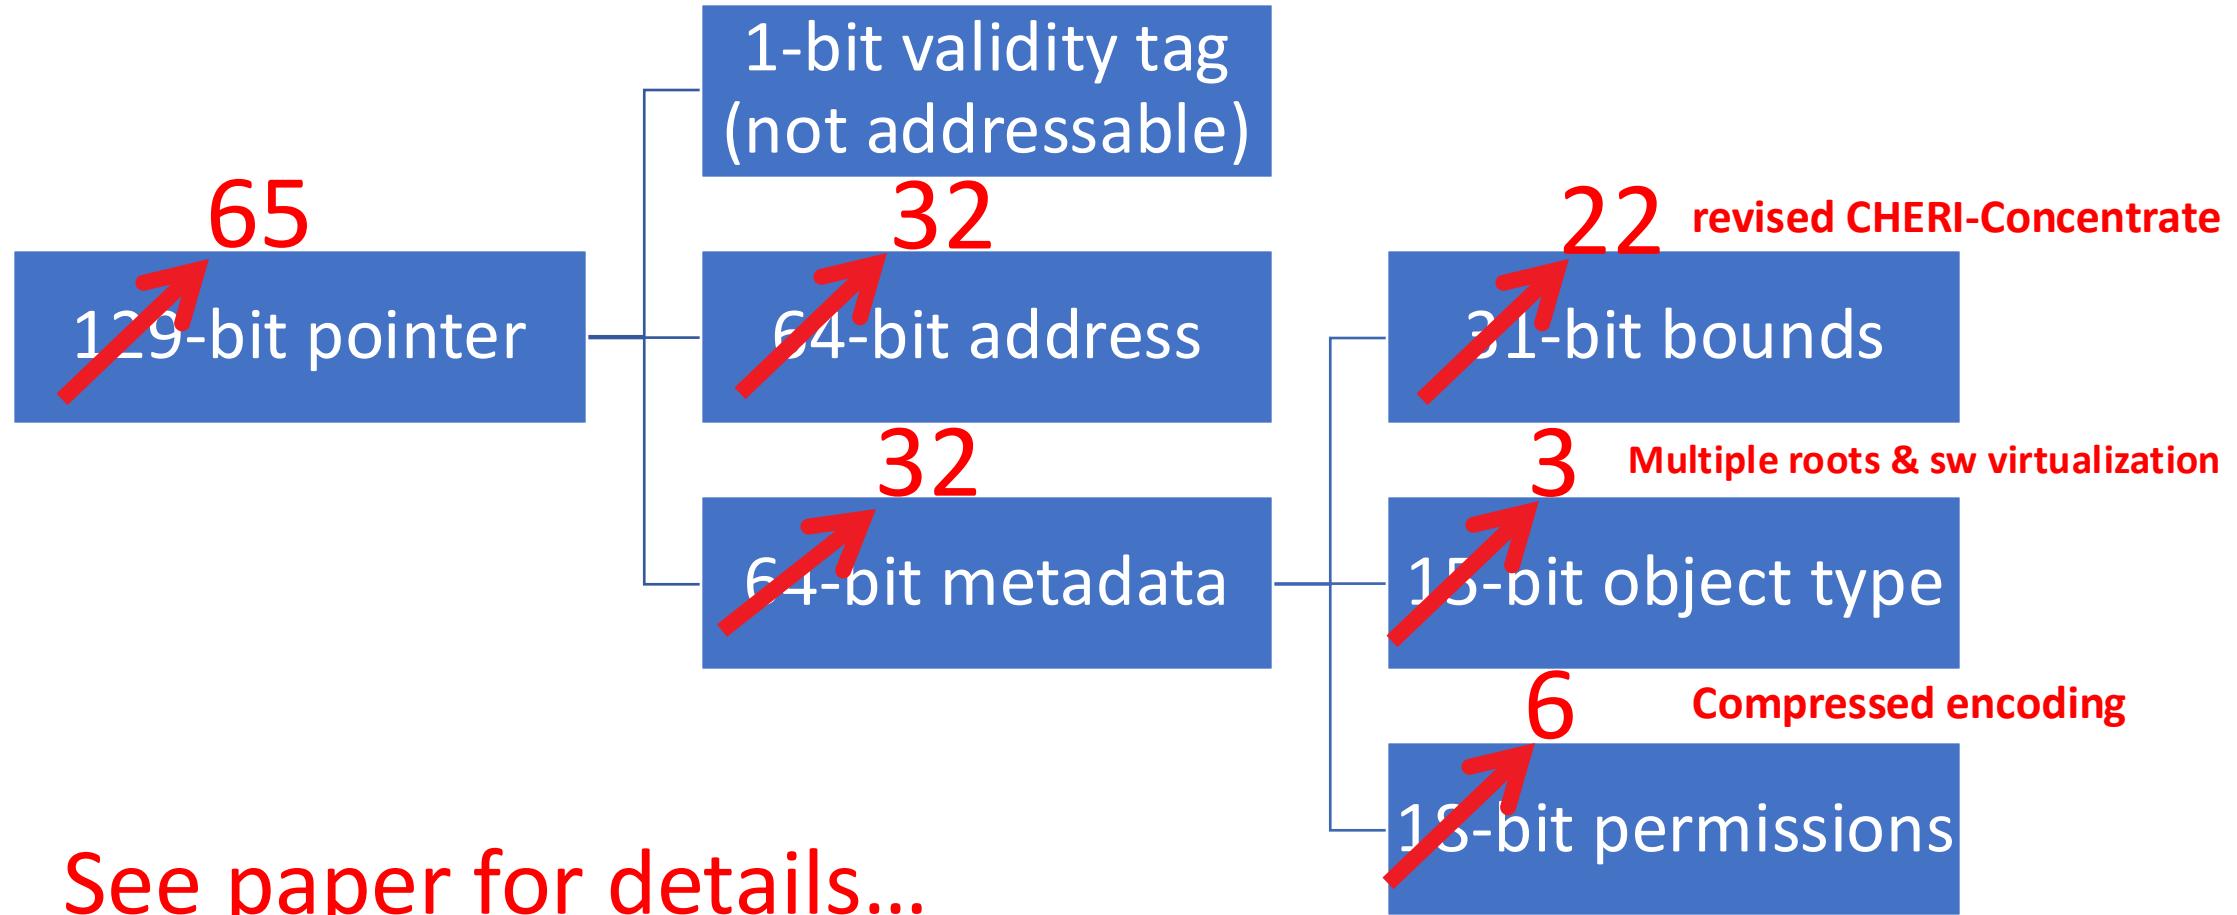 1-bit validity tag
(not addressable)
65
129-bit pointer
32
64-bit address
32
64-bit metadata
22 revised CHERI-Concentrate
31-bit bounds
3 Multiple roots & sw virtualization
15-bit object type
6 Compressed encoding
18-bit permissions
See paper for details...